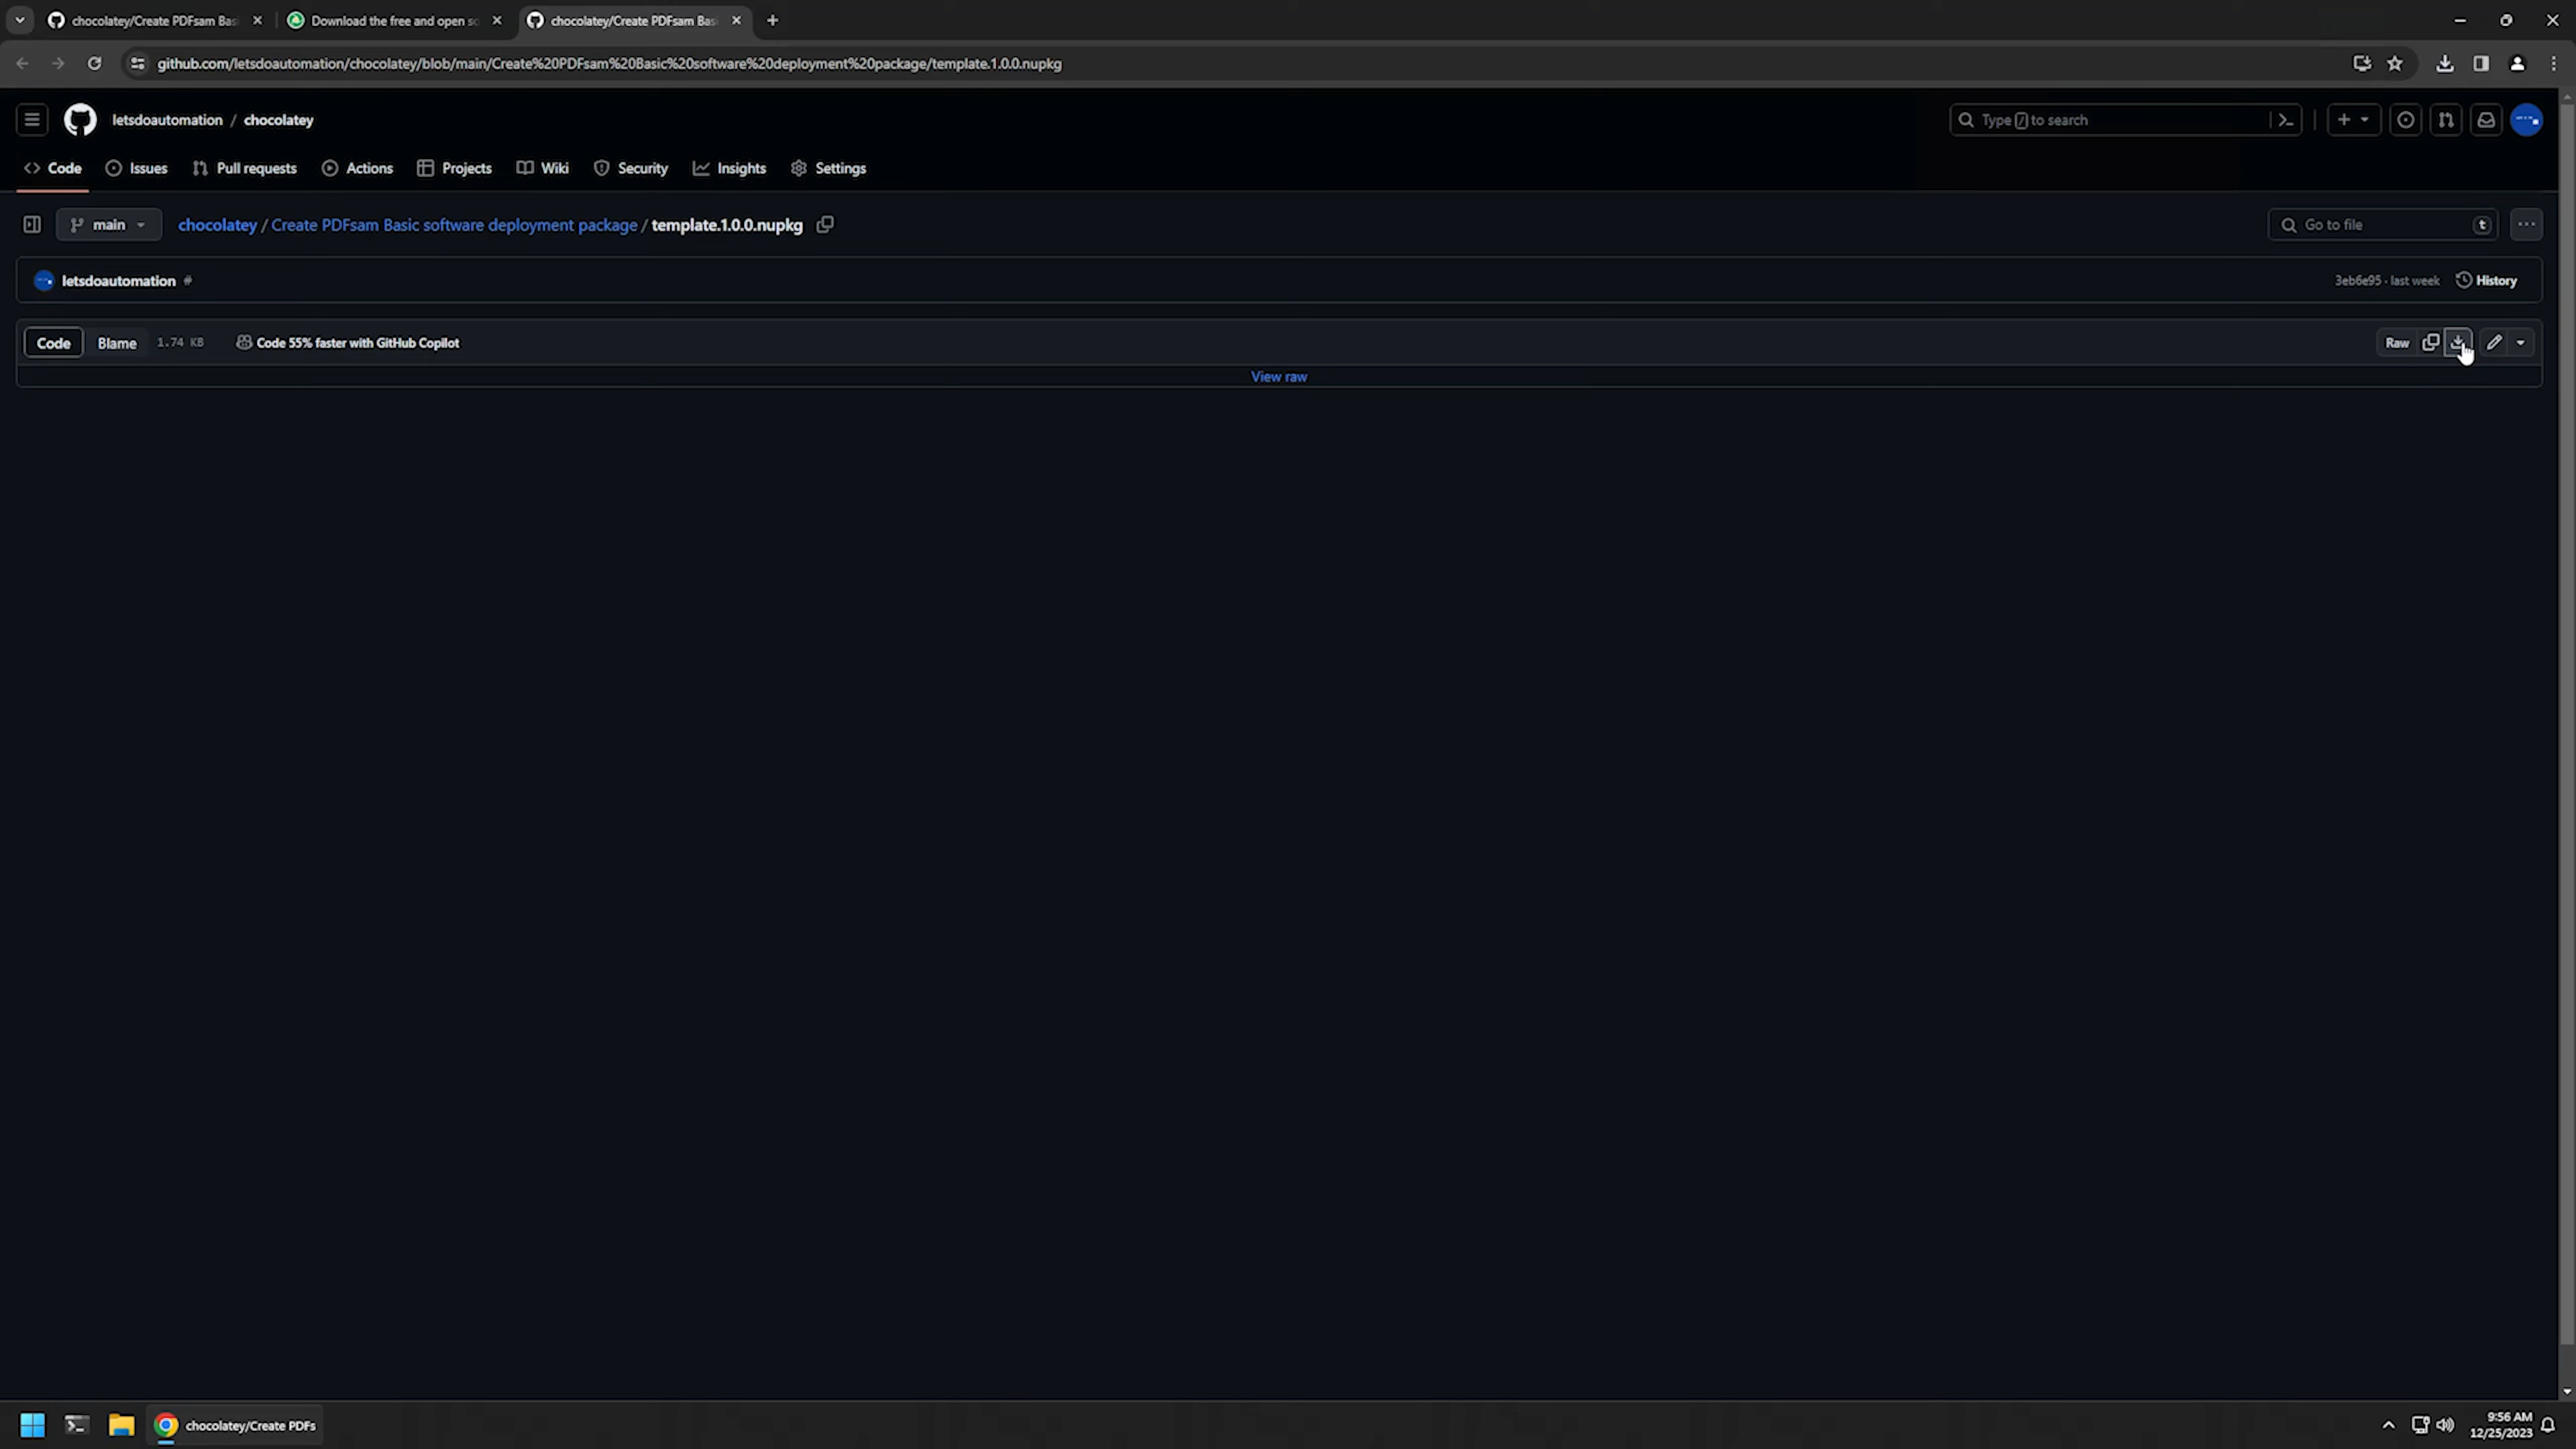 chocolatey/Create PDFsam Bas
Download the free and open so
chocolatey/Create PDFsam Bas
github.com/letsdoautomation/chocolatey/blob/main/Create%20PDFsam%20Basic%20software%20deployment%20package/template.1.0.0.nupkg
letsdoautomation / chocolatey
Type / to search
Code Issues Pull requests Actions Projects Wiki Security Insights Settings
main
chocolatey / Create PDFsam Basic software deployment package / template.1.0.0.nupkg
Go to file t
letsdoautomation #
3eb6e95 · last week History
Code Blame 1.74 KB Code 55% faster with GitHub Copilot
Raw
View raw
chocolatey/Create PDFs
9:56 AM
12/25/2023